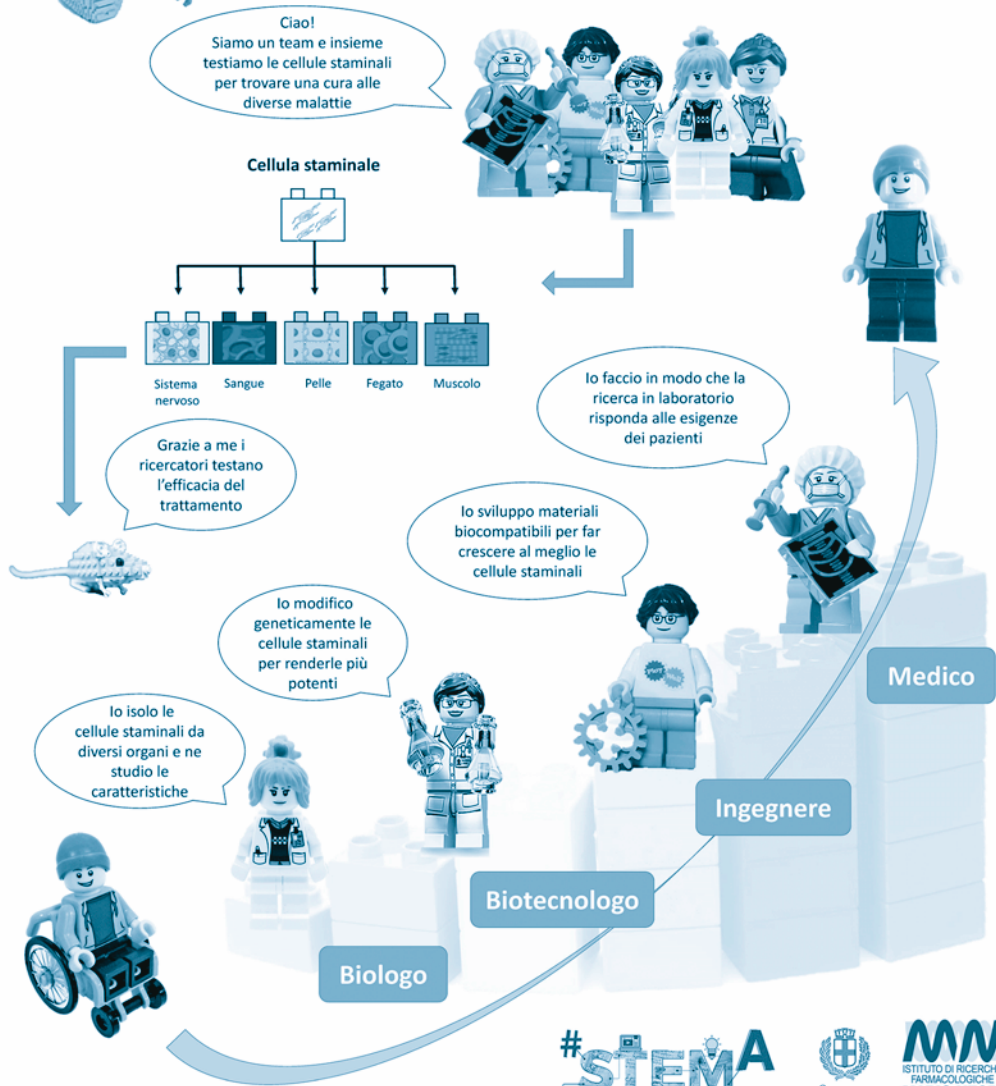 Ciao!
Siamo un team e insieme
testiamo le cellule staminali
per trovare una cura alle
diverse malattie
Cellula staminale
Sistema
nervoso
Sangue
Pelle
Fegato
Muscolo
Grazie a me i
ricercatori testano
l'efficacia del
trattamento
Io faccio in modo che la
ricerca in laboratorio
risponda alle esigenze
dei pazienti
Io sviluppo materiali
biocompatibili per far
crescere al meglio le
cellule staminali
Io modifico
geneticamente le
cellule staminali
per renderle più
potenti
Io isolo le
cellule staminali da
diversi organi e ne
studio le
caratteristiche
Medico
Ingegnere
Biotecnologo
Biologo
#STEMA
ISTITUTO DI RICERCH
FARMACOLOGICHE